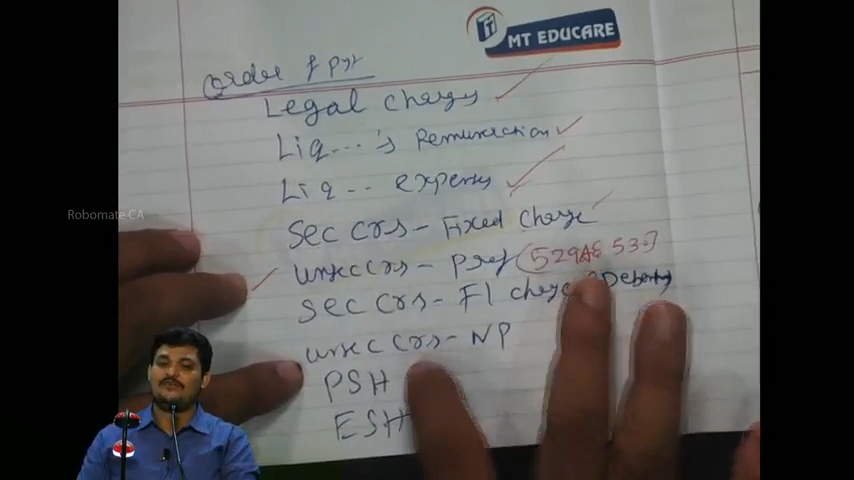 MT EDUCARE
Order of Pyt
Legal Charges
Liq...'s Remuneration
Liq.. expenses
Sec Crs - Fixed Charge
Unsec Crs - Pref (529A & 530)
Sec Crs - Fl charge
Unsec Crs - NP
PSH
ESH
Robomate CA